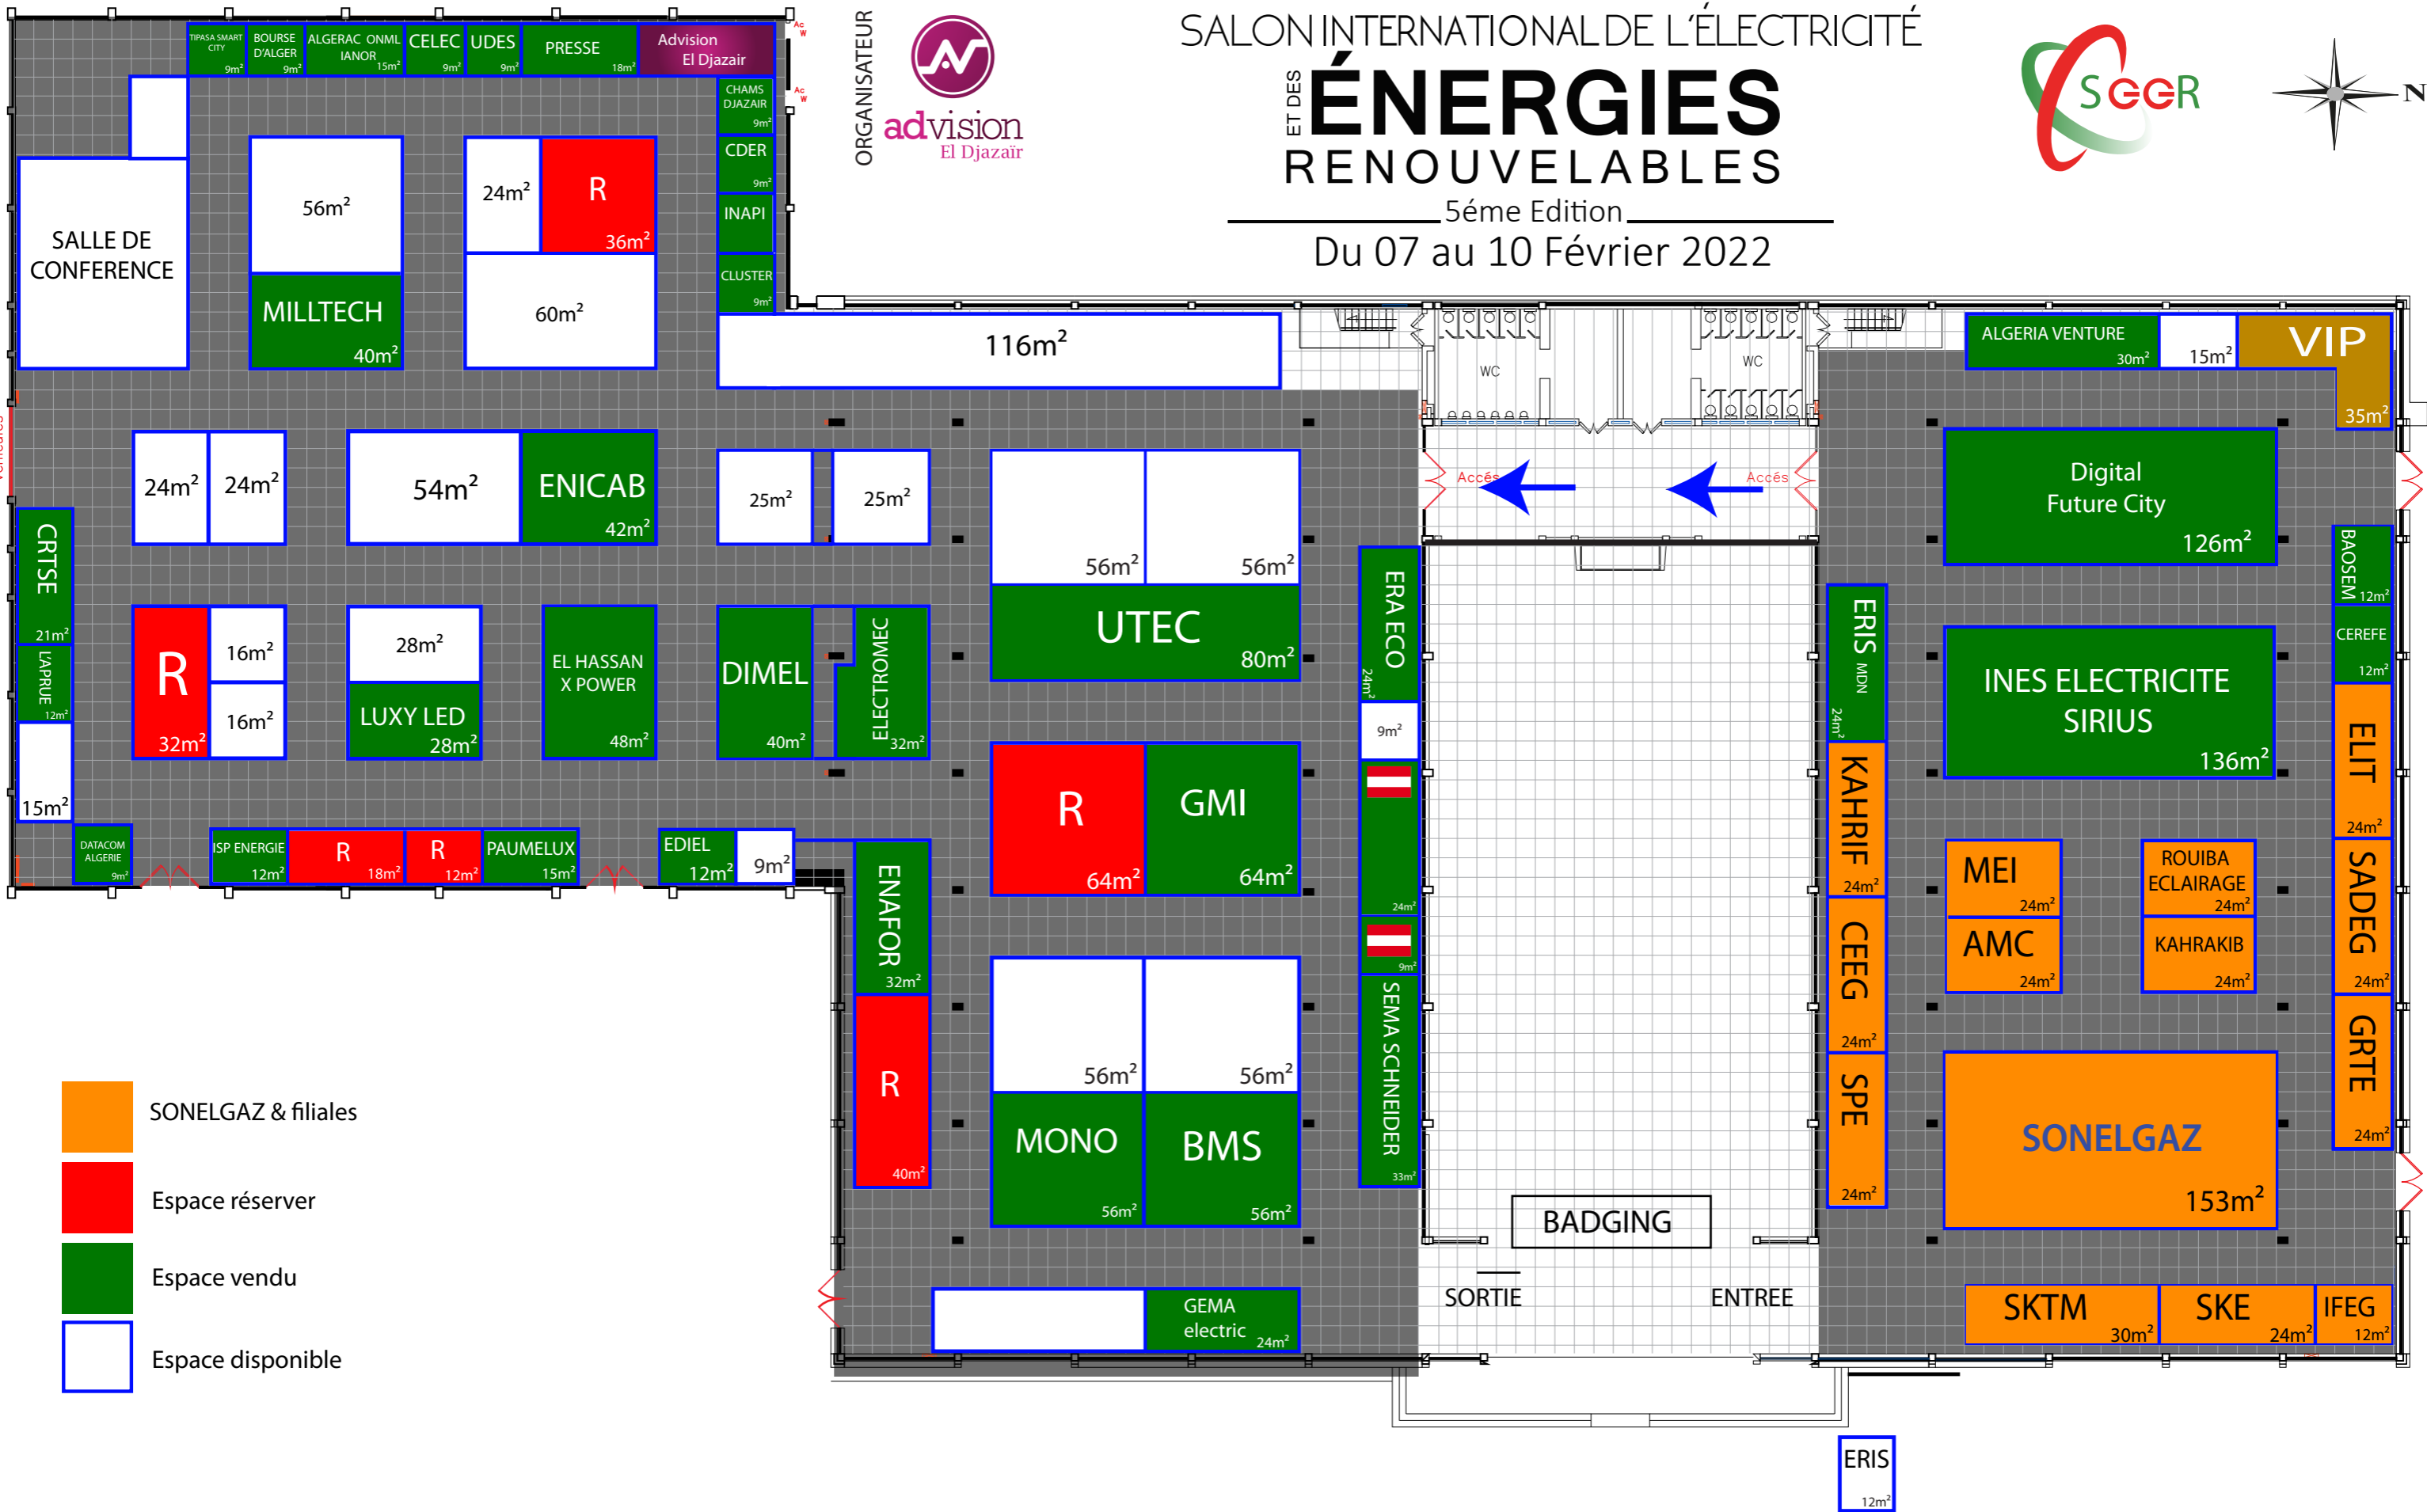 SALON INTERNATIONAL DE L'ÉLECTRICITÉ
ET DES ÉNERGIES
RENOUVELABLES
5éme Edition
Du 07 au 10 Février 2022
ORGANISATEUR
advision
El Djazaïr
SEER
N
TIPASA SMART
CITY
9m²
BOURSE
D'ALGER
9m²
ALGERAC ONML
IANOR
15m²
CELEC
9m²
UDES
9m²
PRESSE
18m²
Advision
El Djazair
CHAMS
DJAZAIR
9m²
CDER
9m²
INAPI
CLUSTER
9m²
Ac
W
Ac
W
SALLE DE
CONFERENCE
56m²
MILLTECH
40m²
24m²
R
36m²
60m²
116m²
WC
WC
ALGERIA VENTURE
30m²
15m²
VIP
35m²
24m²
24m²
54m²
ENICAB
42m²
25m²
25m²
56m²
56m²
UTEC
80m²
Accés
Accés
Digital
Future City
126m²
BAOSEM
12m²
CEREFE
12m²
CRTSE
21m²
L'APRUE
12m²
15m²
R
32m²
16m²
16m²
28m²
LUXY LED
28m²
EL HASSAN
X POWER
48m²
DIMEL
40m²
ELECTROMEC
32m²
ERA ECO
24m²
9m²
24m²
9m²
SEMA SCHNEIDER
33m²
ERIS MDN
24m²
KAHRIF
24m²
CEEG
24m²
SPE
24m²
INES ELECTRICITE
SIRIUS
136m²
ELIT
24m²
SADEG
24m²
GRTE
24m²
R
64m²
GMI
64m²
MEI
24m²
AMC
24m²
ROUIBA
ECLAIRAGE
24m²
KAHRAKIB
24m²
DATACOM
ALGERIE
9m²
ISP ENERGIE
12m²
R
18m²
R
12m²
PAUMELUX
15m²
EDIEL
12m²
9m²
ENAFOR
32m²
R
40m²
56m²
56m²
MONO
56m²
BMS
56m²
SONELGAZ
153m²
BADGING
SORTIE
ENTREE
GEMA
electric
24m²
SKTM
30m²
SKE
24m²
IFEG
12m²
SONELGAZ & filiales
Espace réserver
Espace vendu
Espace disponible
ERIS
12m²